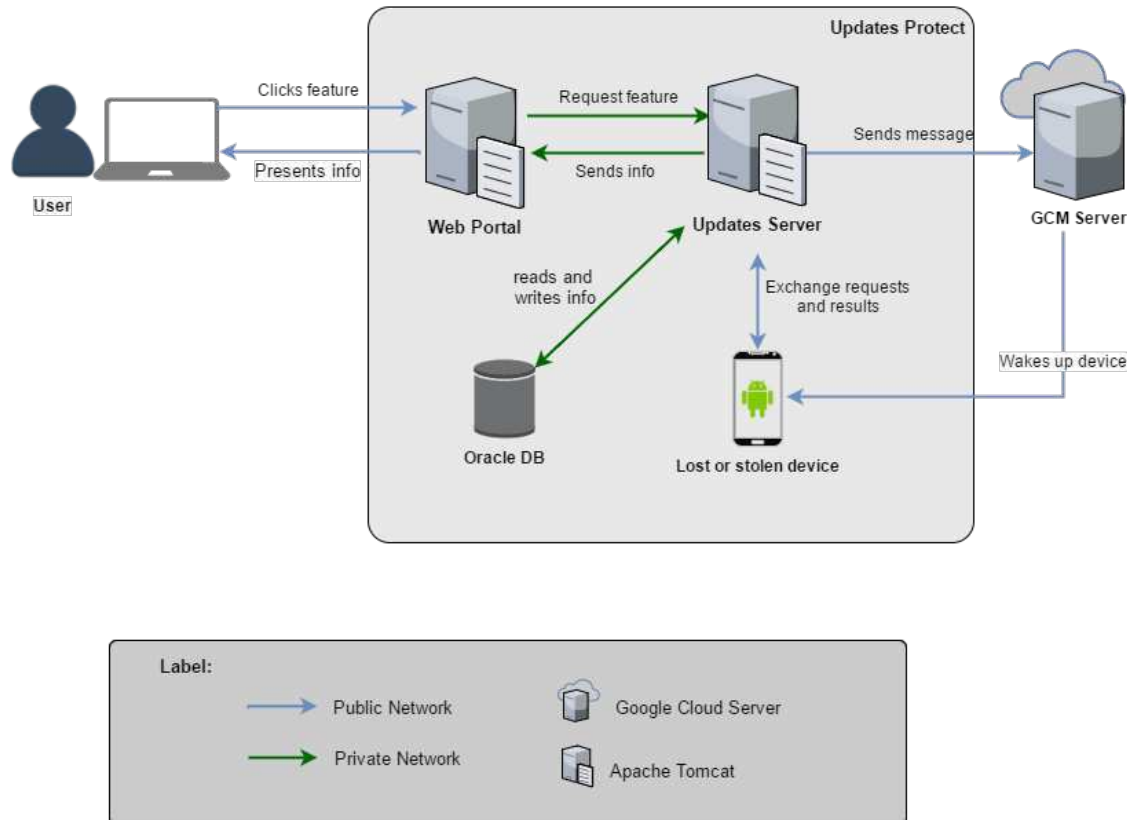 Updates Protect
Clicks feature
Request feature
Sends message
Presents info
Sends info
User
Web Portal
Updates Server
GCM Server
reads and
writes info
Exchange requests
and results
Wakes up device
Oracle DB
Lost or stolen device
Label:
Public Network
Google Cloud Server
Private Network
Apache Tomcat